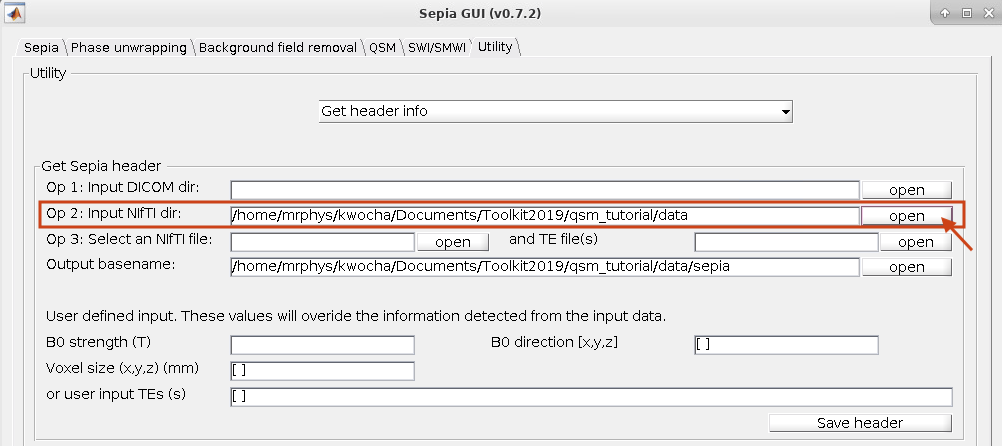 Sepia GUI (v0.7.2)
Sepia Phase unwrapping Background field removal QSM SWI/SMWI Utility
Utility
Get header info
Get Sepia header
Op 1: Input DICOM dir: open
Op 2: Input NIfTI dir: /home/mrphys/kwocha/Documents/Toolkit2019/qsm_tutorial/data open
Op 3: Select an NIfTI file: open and TE file(s) open
Output basename: /home/mrphys/kwocha/Documents/Toolkit2019/qsm_tutorial/data/sepia open
User defined input. These values will overide the information detected from the input data.
B0 strength (T) B0 direction [x,y,z] [ ]
Voxel size (x,y,z) (mm) [ ]
or user input TEs (s) [ ]
Save header